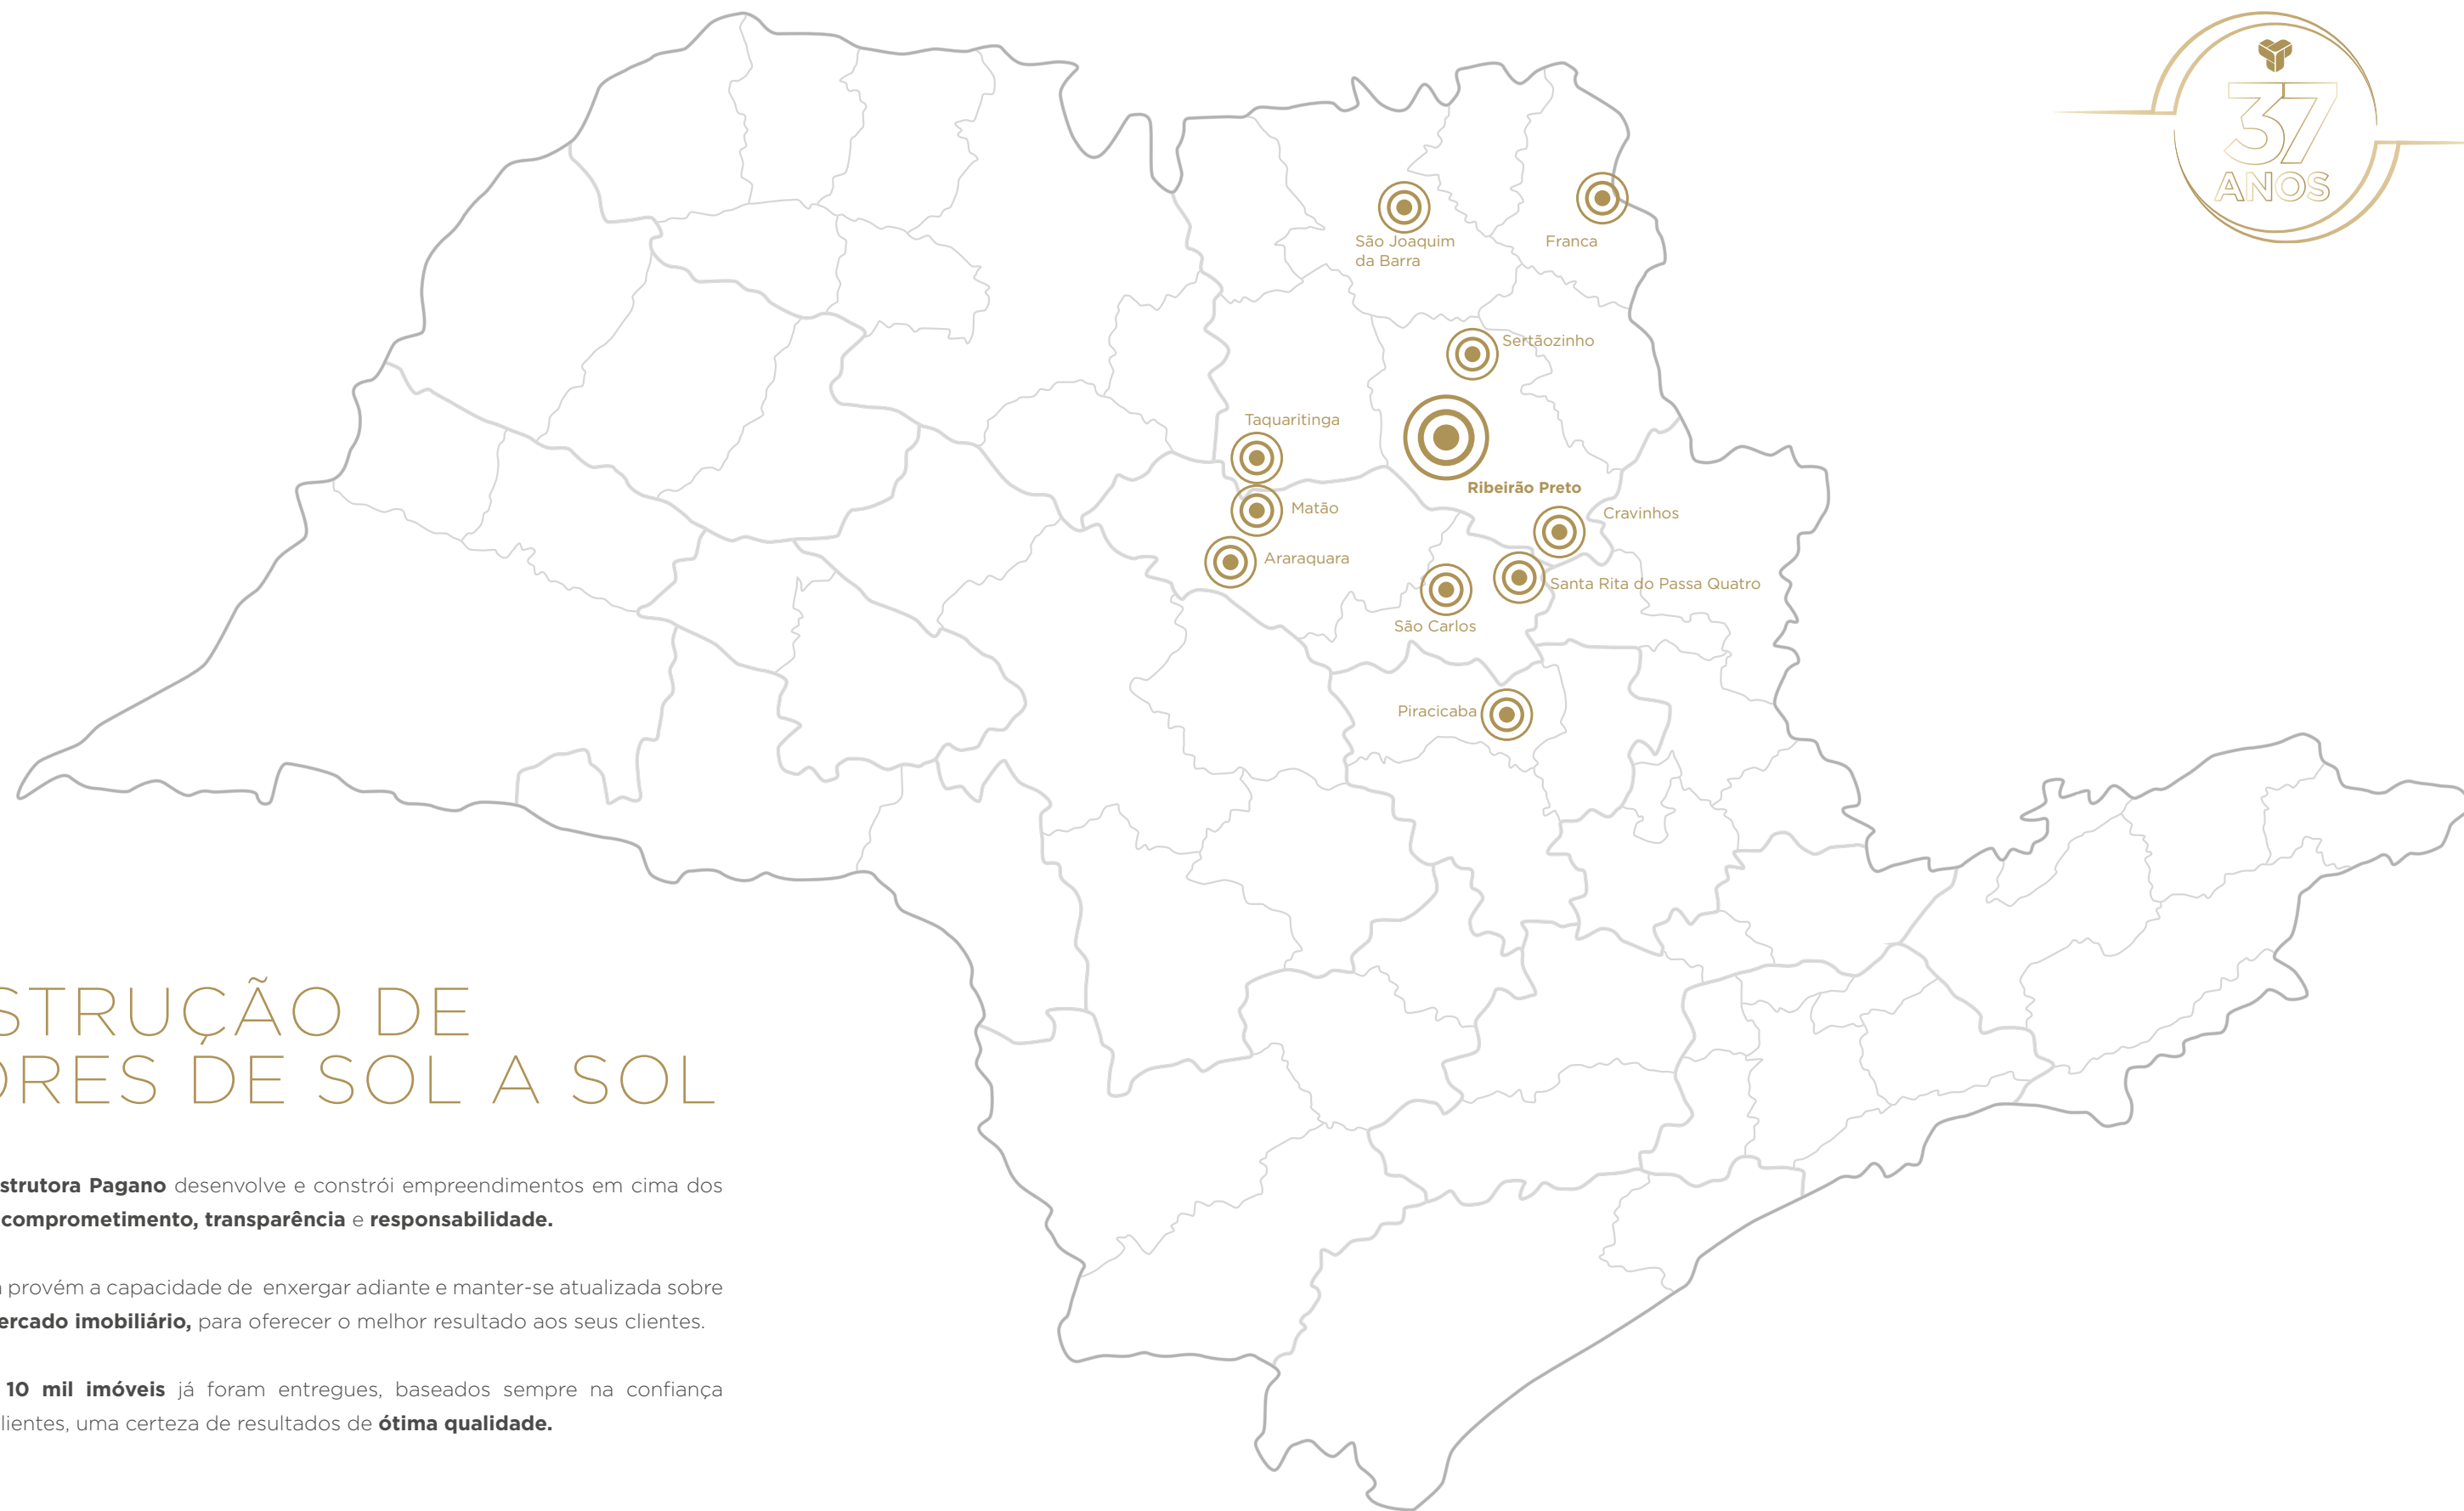 37
ANOS
São Joaquim
da Barra
Franca
Sertãozinho
Taquaritinga
Ribeirão Preto
Matão
Cravinhos
Araraquara
Santa Rita do Passa Quatro
São Carlos
Piracicaba
STRUÇÃO DE
ORES DE SOL A SOL
strutora Pagano desenvolve e constrói empreendimentos em cima dos
comprometimento, transparência e responsabilidade.
provém a capacidade de enxergar adiante e manter-se atualizada sobre
ercado imobiliário, para oferecer o melhor resultado aos seus clientes.
10 mil imóveis já foram entregues, baseados sempre na confiança
lientes, uma certeza de resultados de ótima qualidade.